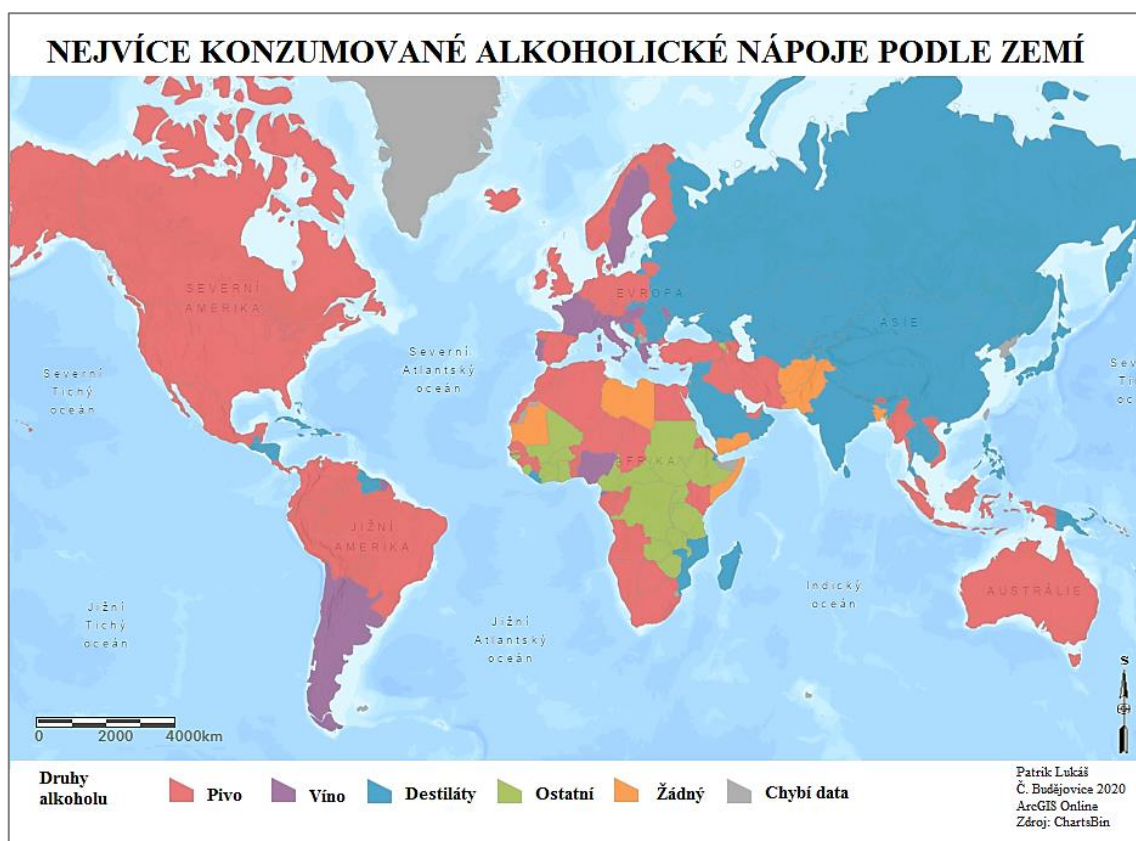 NEJVÍCE KONZUMOVANÉ ALKOHOLICKÉ NÁPOJE PODLE ZEMÍ
SEVERNÍ
AMERIKA
EVROPA
ASIE
Severní
Tichý
oceán
Severní
Atlantský
oceán
AFRIKA
JIŽNÍ
AMERIKA
Indický
oceán
AUSTRÁLIE
Jižní
Tichý
oceán
Jižní
Atlantský
oceán
S
0 2000 4000km
Druhy
alkoholu
Pivo
Víno
Destiláty
Ostatní
Žádný
Chybí data
Patrik Lukáš
Č. Budějovice 2020
ArcGIS Online
Zdroj: ChartsBin